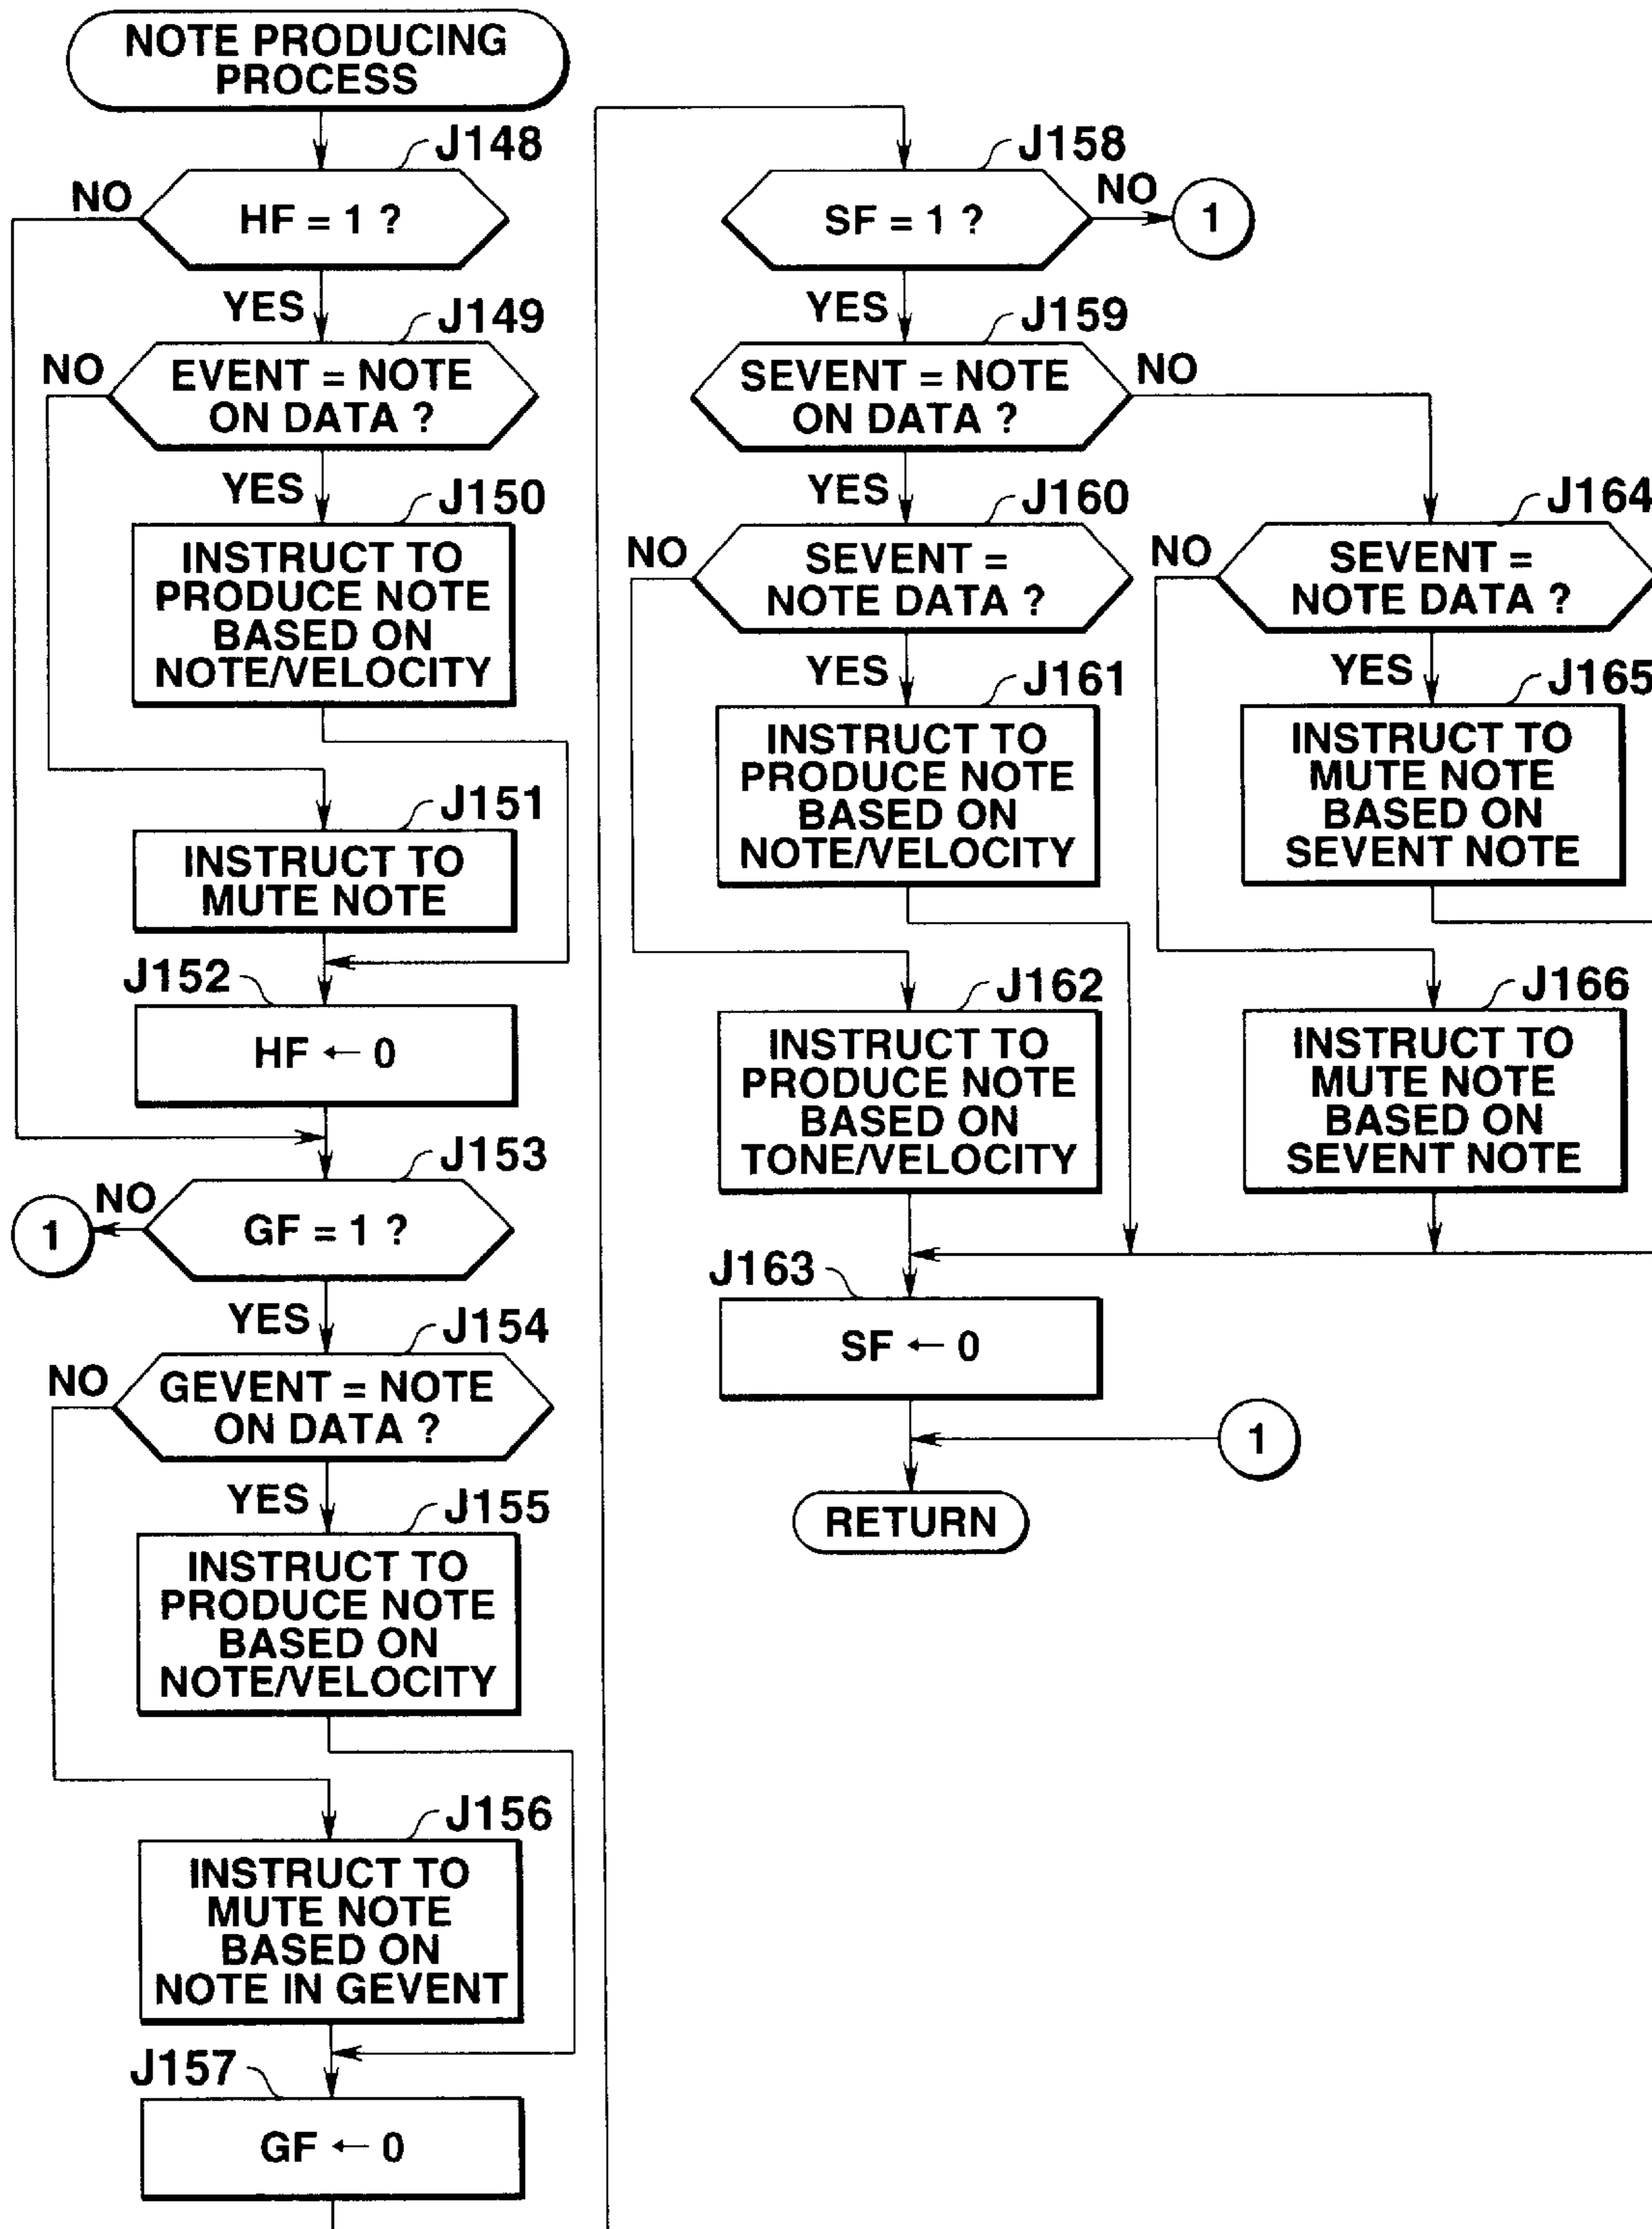 NOTE PRODUCING
PROCESS
J148
NO
HF = 1 ?
YES
J149
NO
EVENT = NOTE
ON DATA ?
YES
J150
INSTRUCT TO
PRODUCE NOTE
BASED ON
NOTE/VELOCITY
J151
INSTRUCT TO
MUTE NOTE
J152
HF ← 0
J153
NO
1
GF = 1 ?
YES
J154
NO
GEVENT = NOTE
ON DATA ?
YES
J155
INSTRUCT TO
PRODUCE NOTE
BASED ON
NOTE/VELOCITY
J156
INSTRUCT TO
MUTE NOTE
BASED ON
NOTE IN GEVENT
J157
GF ← 0
J158
SF = 1 ?
NO
1
YES
J159
SEVENT = NOTE
ON DATA ?
NO
YES
J160
NO
SEVENT =
NOTE DATA ?
YES
J161
INSTRUCT TO
PRODUCE NOTE
BASED ON
NOTE/VELOCITY
J162
INSTRUCT TO
PRODUCE NOTE
BASED ON
TONE/VELOCITY
J163
SF ← 0
1
RETURN
J164
NO
SEVENT =
NOTE DATA ?
YES
J165
INSTRUCT TO
MUTE NOTE
BASED ON
SEVENT NOTE
J166
INSTRUCT TO
MUTE NOTE
BASED ON
SEVENT NOTE